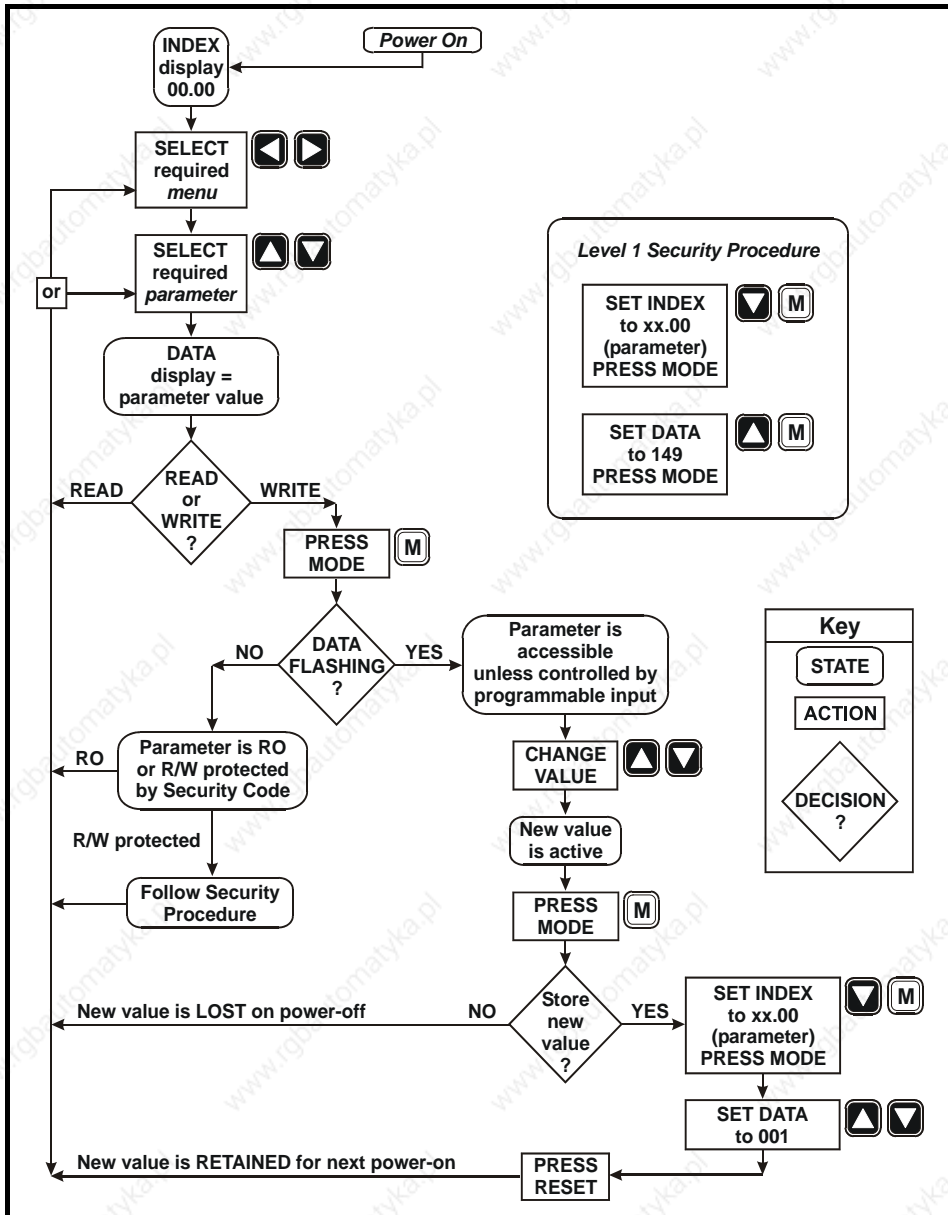 Power On
INDEX
display
00.00
SELECT
required
menu
SELECT
required
parameter
or
DATA
display =
parameter value
READ
or
WRITE
?
READ
WRITE
PRESS
MODE
M
DATA
FLASHING
?
NO
YES
Parameter is
accessible
unless controlled by
programmable input
Parameter is RO
or R/W protected
by Security Code
RO
R/W protected
Follow Security
Procedure
CHANGE
VALUE
New value
is active
PRESS
MODE
M
Store
new
value
?
NO
YES
New value is LOST on power-off
SET INDEX
to xx.00
(parameter)
PRESS MODE
M
SET DATA
to 001
PRESS
RESET
New value is RETAINED for next power-on
Level 1 Security Procedure
SET INDEX
to xx.00
(parameter)
PRESS MODE
M
SET DATA
to 149
PRESS MODE
M
Key
STATE
ACTION
DECISION
?
www.rgbautomatyka.pl